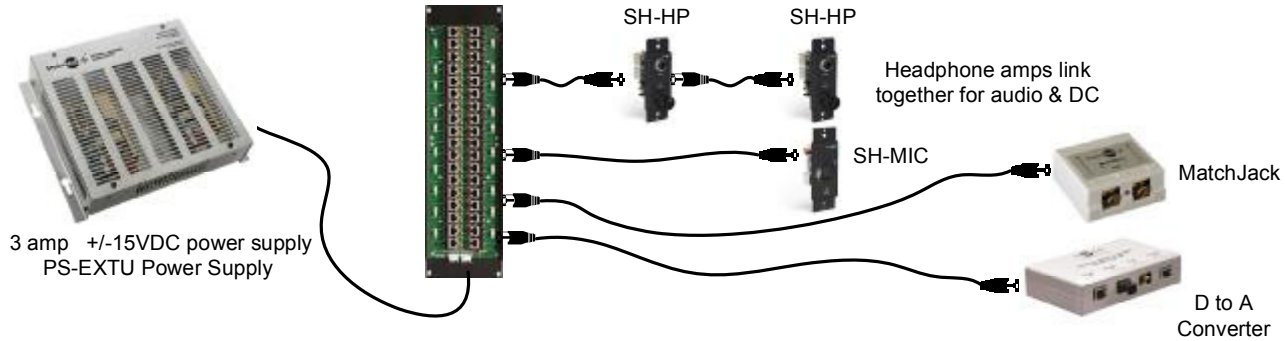 SH-HP
SH-HP
Headphone amps link
together for audio & DC
SH-MIC
MatchJack
3 amp +/-15VDC power supply
PS-EXTU Power Supply
D to A
Converter